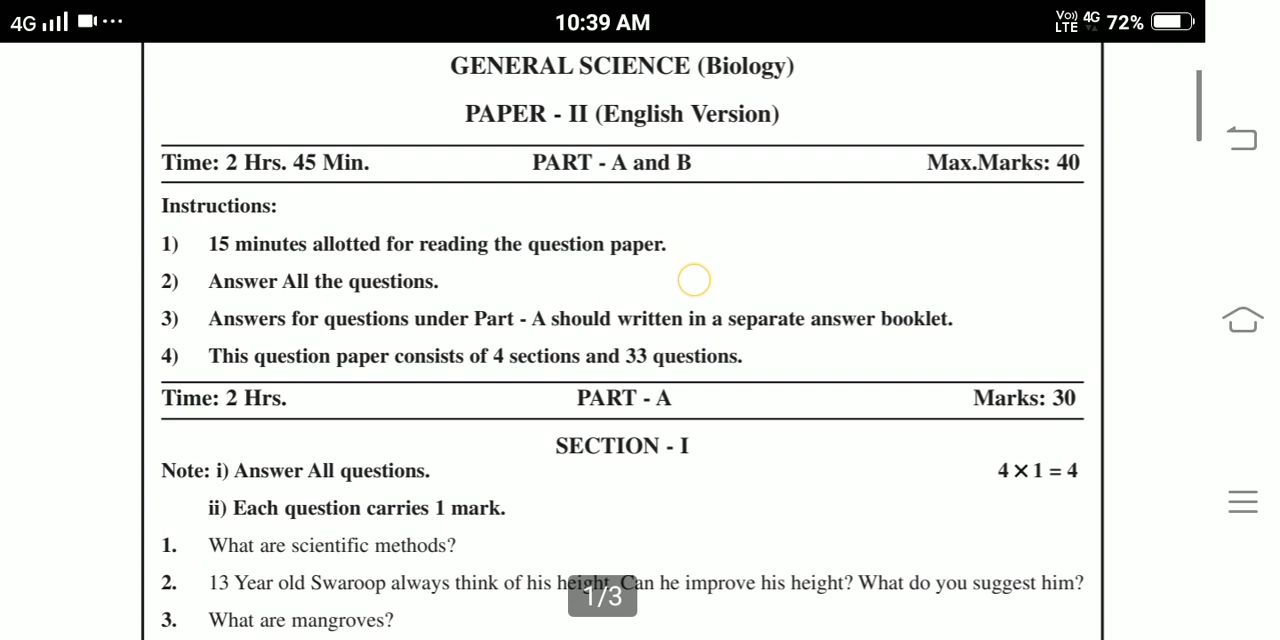 4G 10:39 AM Vo)) LTE 4G 72%
GENERAL SCIENCE (Biology)
PAPER - II (English Version)
Time: 2 Hrs. 45 Min. PART - A and B Max.Marks: 40
Instructions:
1) 15 minutes allotted for reading the question paper.
2) Answer All the questions.
3) Answers for questions under Part - A should written in a separate answer booklet.
4) This question paper consists of 4 sections and 33 questions.
Time: 2 Hrs. PART - A Marks: 30
SECTION - I
Note: i) Answer All questions. 4 × 1 = 4
ii) Each question carries 1 mark.
1. What are scientific methods?
2. 13 Year old Swaroop always think of his height. Can he improve his height? What do you suggest him?
1/3
3. What are mangroves?